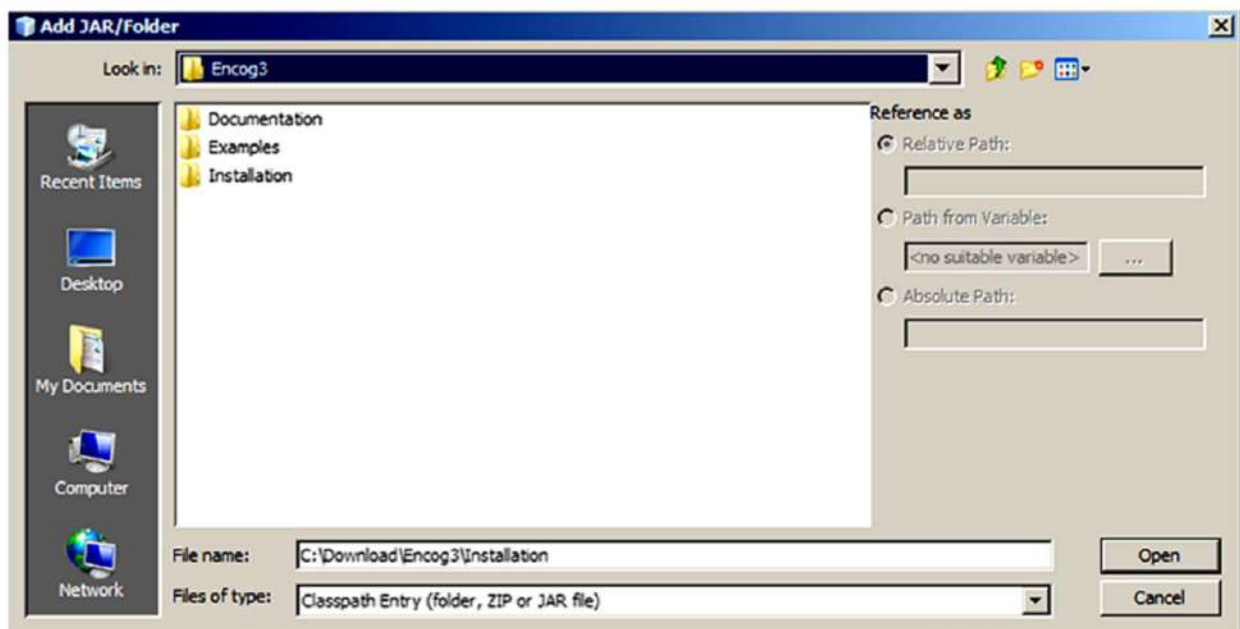 Add JAR/Folder
Look in:
Encog3
Recent Items
Desktop
My Documents
Computer
Network
Documentation
Examples
Installation
Reference as
Relative Path:
Path from Variable:
<no suitable variable>
...
Absolute Path:
File name:
C:\Download\Encog3\Installation
Open
Files of type:
Classpath Entry (folder, ZIP or JAR file)
Cancel